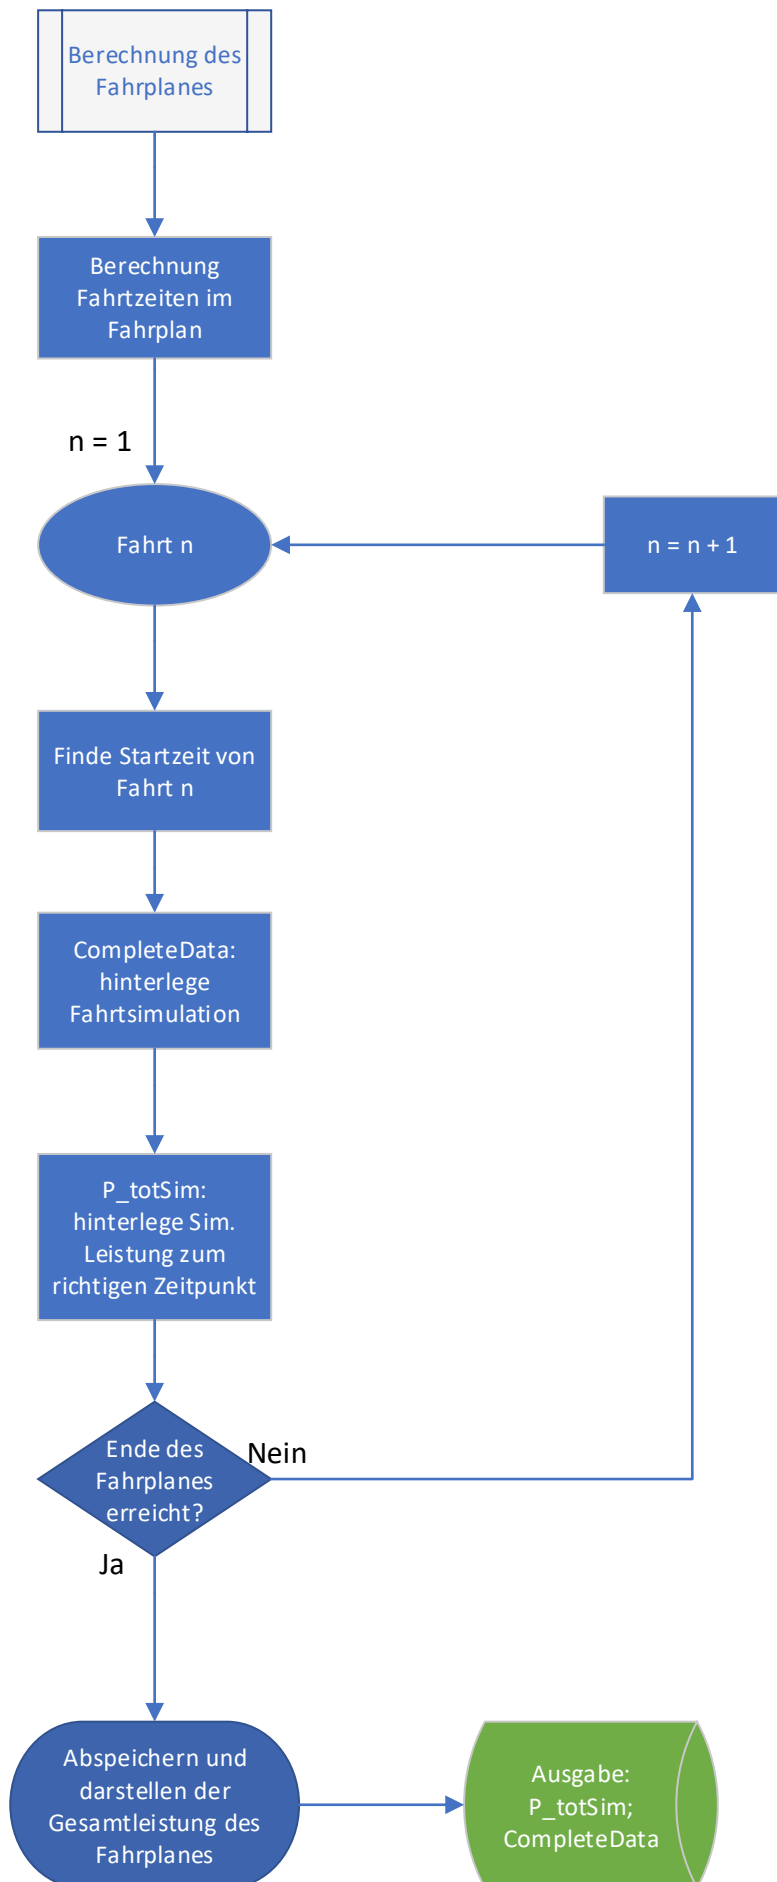 Berechnung des
Fahrplanes
Berechnung
Fahrtzeiten im
Fahrplan
n = 1
Fahrt n
n = n + 1
Finde Startzeit von
Fahrt n
CompleteData:
hinterlege
Fahrtsimulation
P_totSim:
hinterlege Sim.
Leistung zum
richtigen Zeitpunkt
Ende des
Fahrplanes
erreicht?
Nein
Ja
Abspeichern und
darstellen der
Gesamtleistung des
Fahrplanes
Ausgabe:
P_totSim;
CompleteData